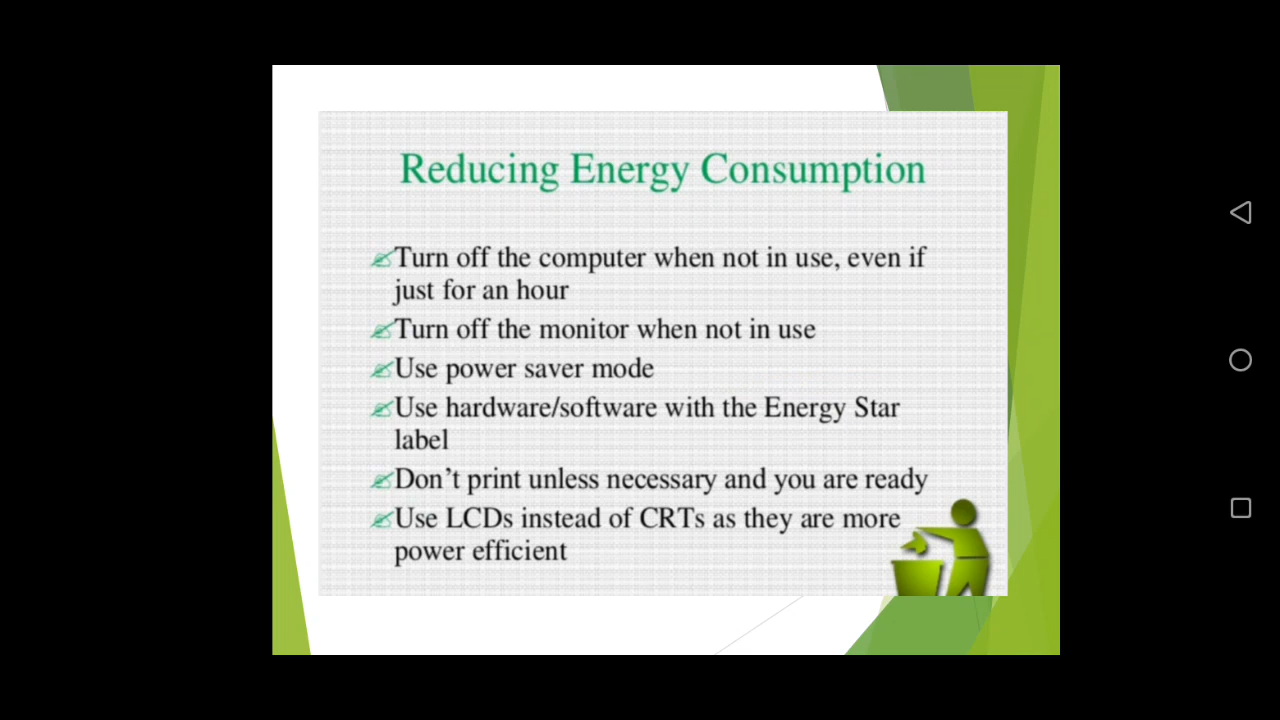 Reducing Energy Consumption
Turn off the computer when not in use, even if
just for an hour
Turn off the monitor when not in use
Use power saver mode
Use hardware/software with the Energy Star
label
Don’t print unless necessary and you are ready
Use LCDs instead of CRTs as they are more
power efficient